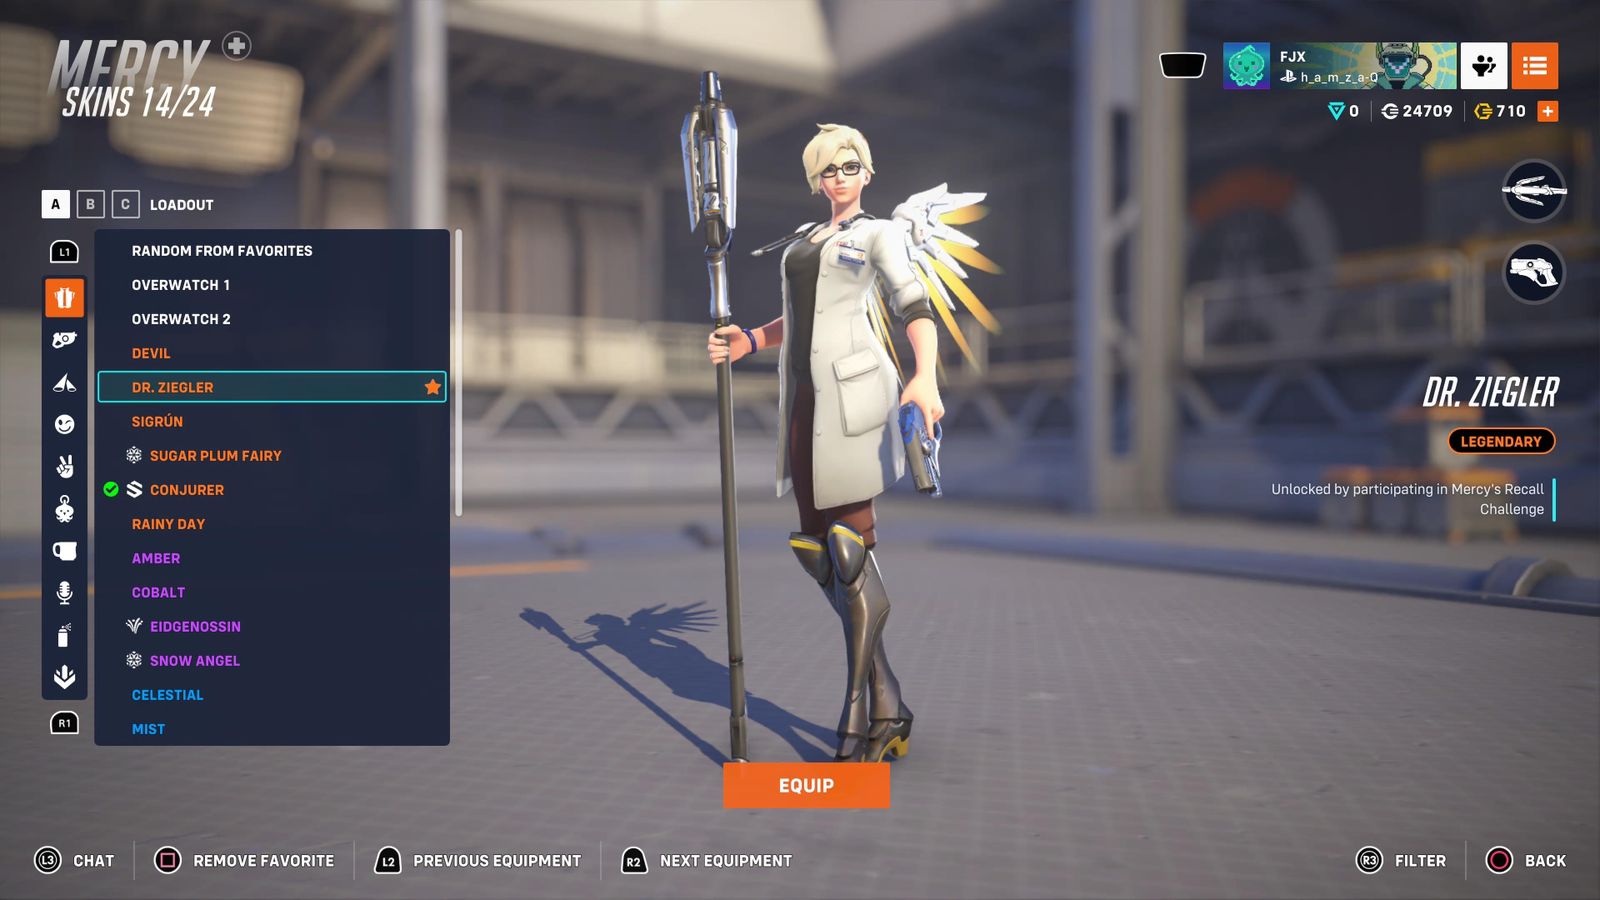 MERCY
SKINS 14/24
FJX
h_a_m_z_a-Q
0
24709
710
A B C LOADOUT
L1
RANDOM FROM FAVORITES
OVERWATCH 1
OVERWATCH 2
DEVIL
DR. ZIEGLER
SIGRÚN
SUGAR PLUM FAIRY
CONJURER
RAINY DAY
AMBER
COBALT
EIDGENOSSIN
SNOW ANGEL
CELESTIAL
MIST
R1
DR. ZIEGLER
LEGENDARY
Unlocked by participating in Mercy's Recall
Challenge
EQUIP
L3 CHAT
REMOVE FAVORITE
L2 PREVIOUS EQUIPMENT
R2 NEXT EQUIPMENT
R3 FILTER
BACK